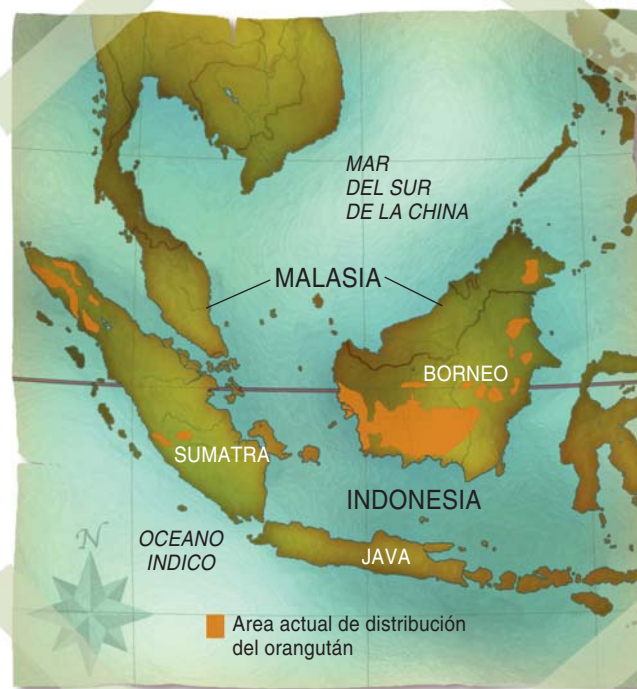 MAR
DEL SUR
DE LA CHINA
MALASIA
BORNEO
SUMATRA
INDONESIA
OCEANO
INDICO
JAVA
N
Area actual de distribución
del orangután